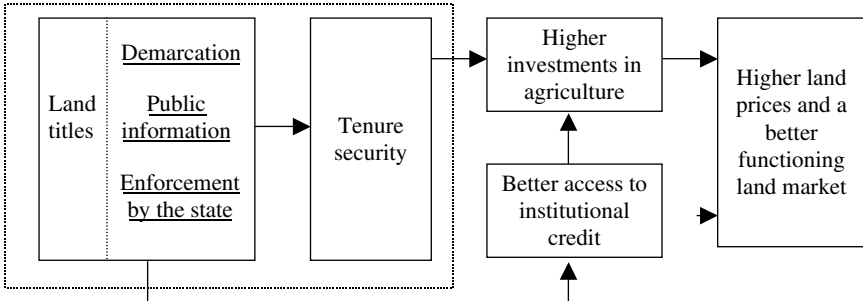 Land
titles
Demarcation
Public
information
Enforcement
by the state
Tenure
security
Higher
investments in
agriculture
Better access to
institutional
credit
Higher land
prices and a
better
functioning
land market